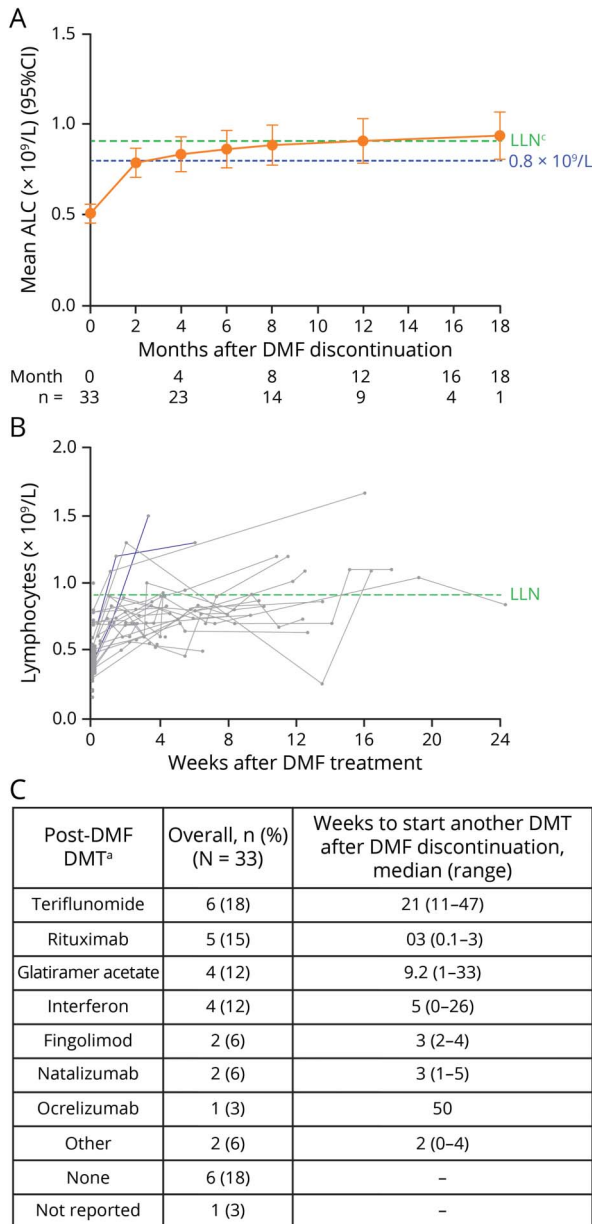 A
1.5
1.0
0.5
0.0
Mean ALC (× 10⁹/L) (95%CI)
LLNᶜ
0.8 × 10⁹/L
0 2 4 6 8 10 12 14 16 18
Months after DMF discontinuation
Month 0 4 8 12 16 18
n = 33 23 14 9 4 1
B
2.0
1.5
1.0
0.5
0.0
Lymphocytes (× 10⁹/L)
LLN
0 4 8 12 16 20 24
Weeks after DMF treatment
C
Post-DMF
DMTᵃ
Overall, n (%)
(N = 33)
Weeks to start another DMT
after DMF discontinuation,
median (range)
Teriflunomide 6 (18) 21 (11–47)
Rituximab 5 (15) 03 (0.1–3)
Glatiramer acetate 4 (12) 9.2 (1–33)
Interferon 4 (12) 5 (0–26)
Fingolimod 2 (6) 3 (2–4)
Natalizumab 2 (6) 3 (1–5)
Ocrelizumab 1 (3) 50
Other 2 (6) 2 (0–4)
None 6 (18) –
Not reported 1 (3) –